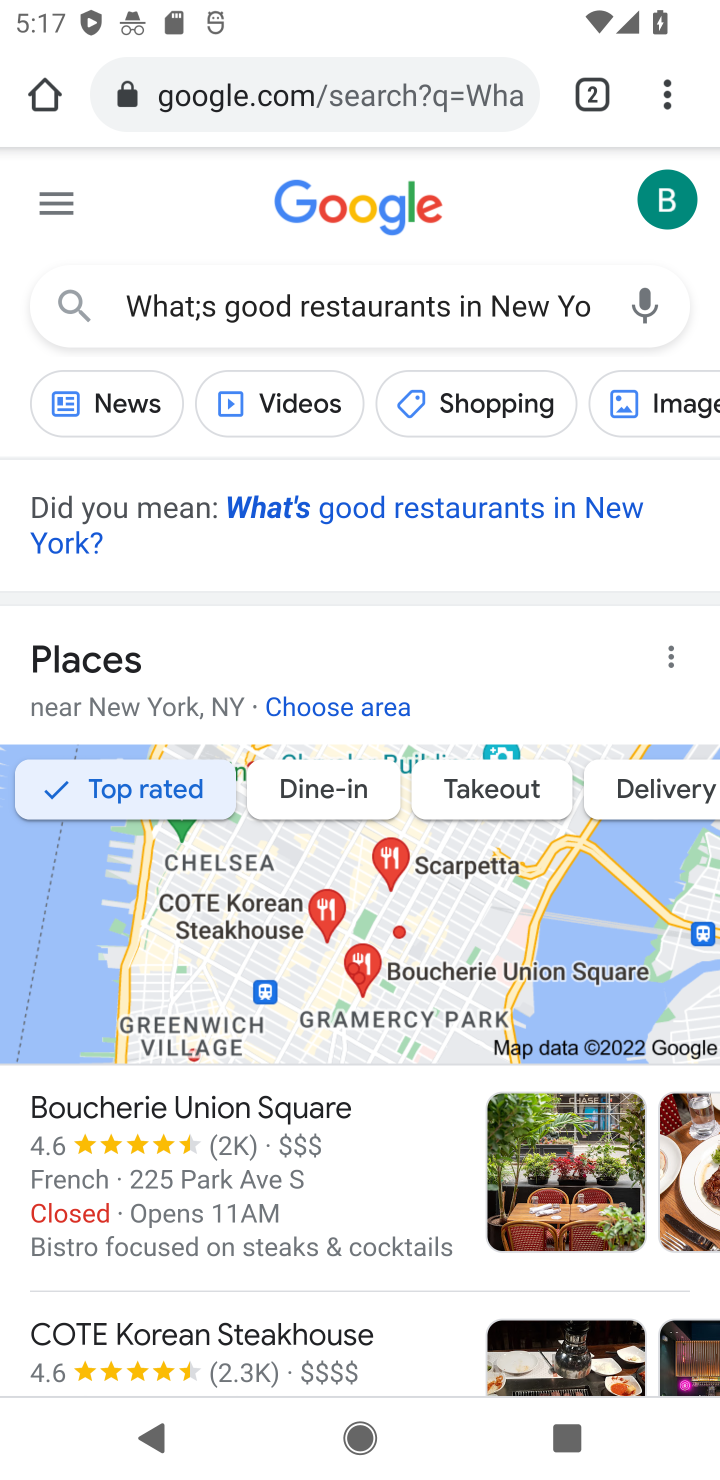 5:17
google.com/search?q=Wha
2
Google
B
What;s good restaurants in New Yo
News
Videos
Shopping
Image
Did you mean: What's good restaurants in New
York?
Places
near New York, NY · Choose area
Top rated
Dine-in
Takeout
Delivery
CHELSEA
Scarpetta
COTE Korean
Steakhouse
Boucherie Union Square
GREENWICH
VILLAGE
GRAMERCY PARK
Map data ©2022 Google
Boucherie Union Square
4.6 (2K) · $$$
French · 225 Park Ave S
Closed · Opens 11AM
Bistro focused on steaks & cocktails
CHASE
COTE Korean Steakhouse
4.6 (2.3K) · $$$$